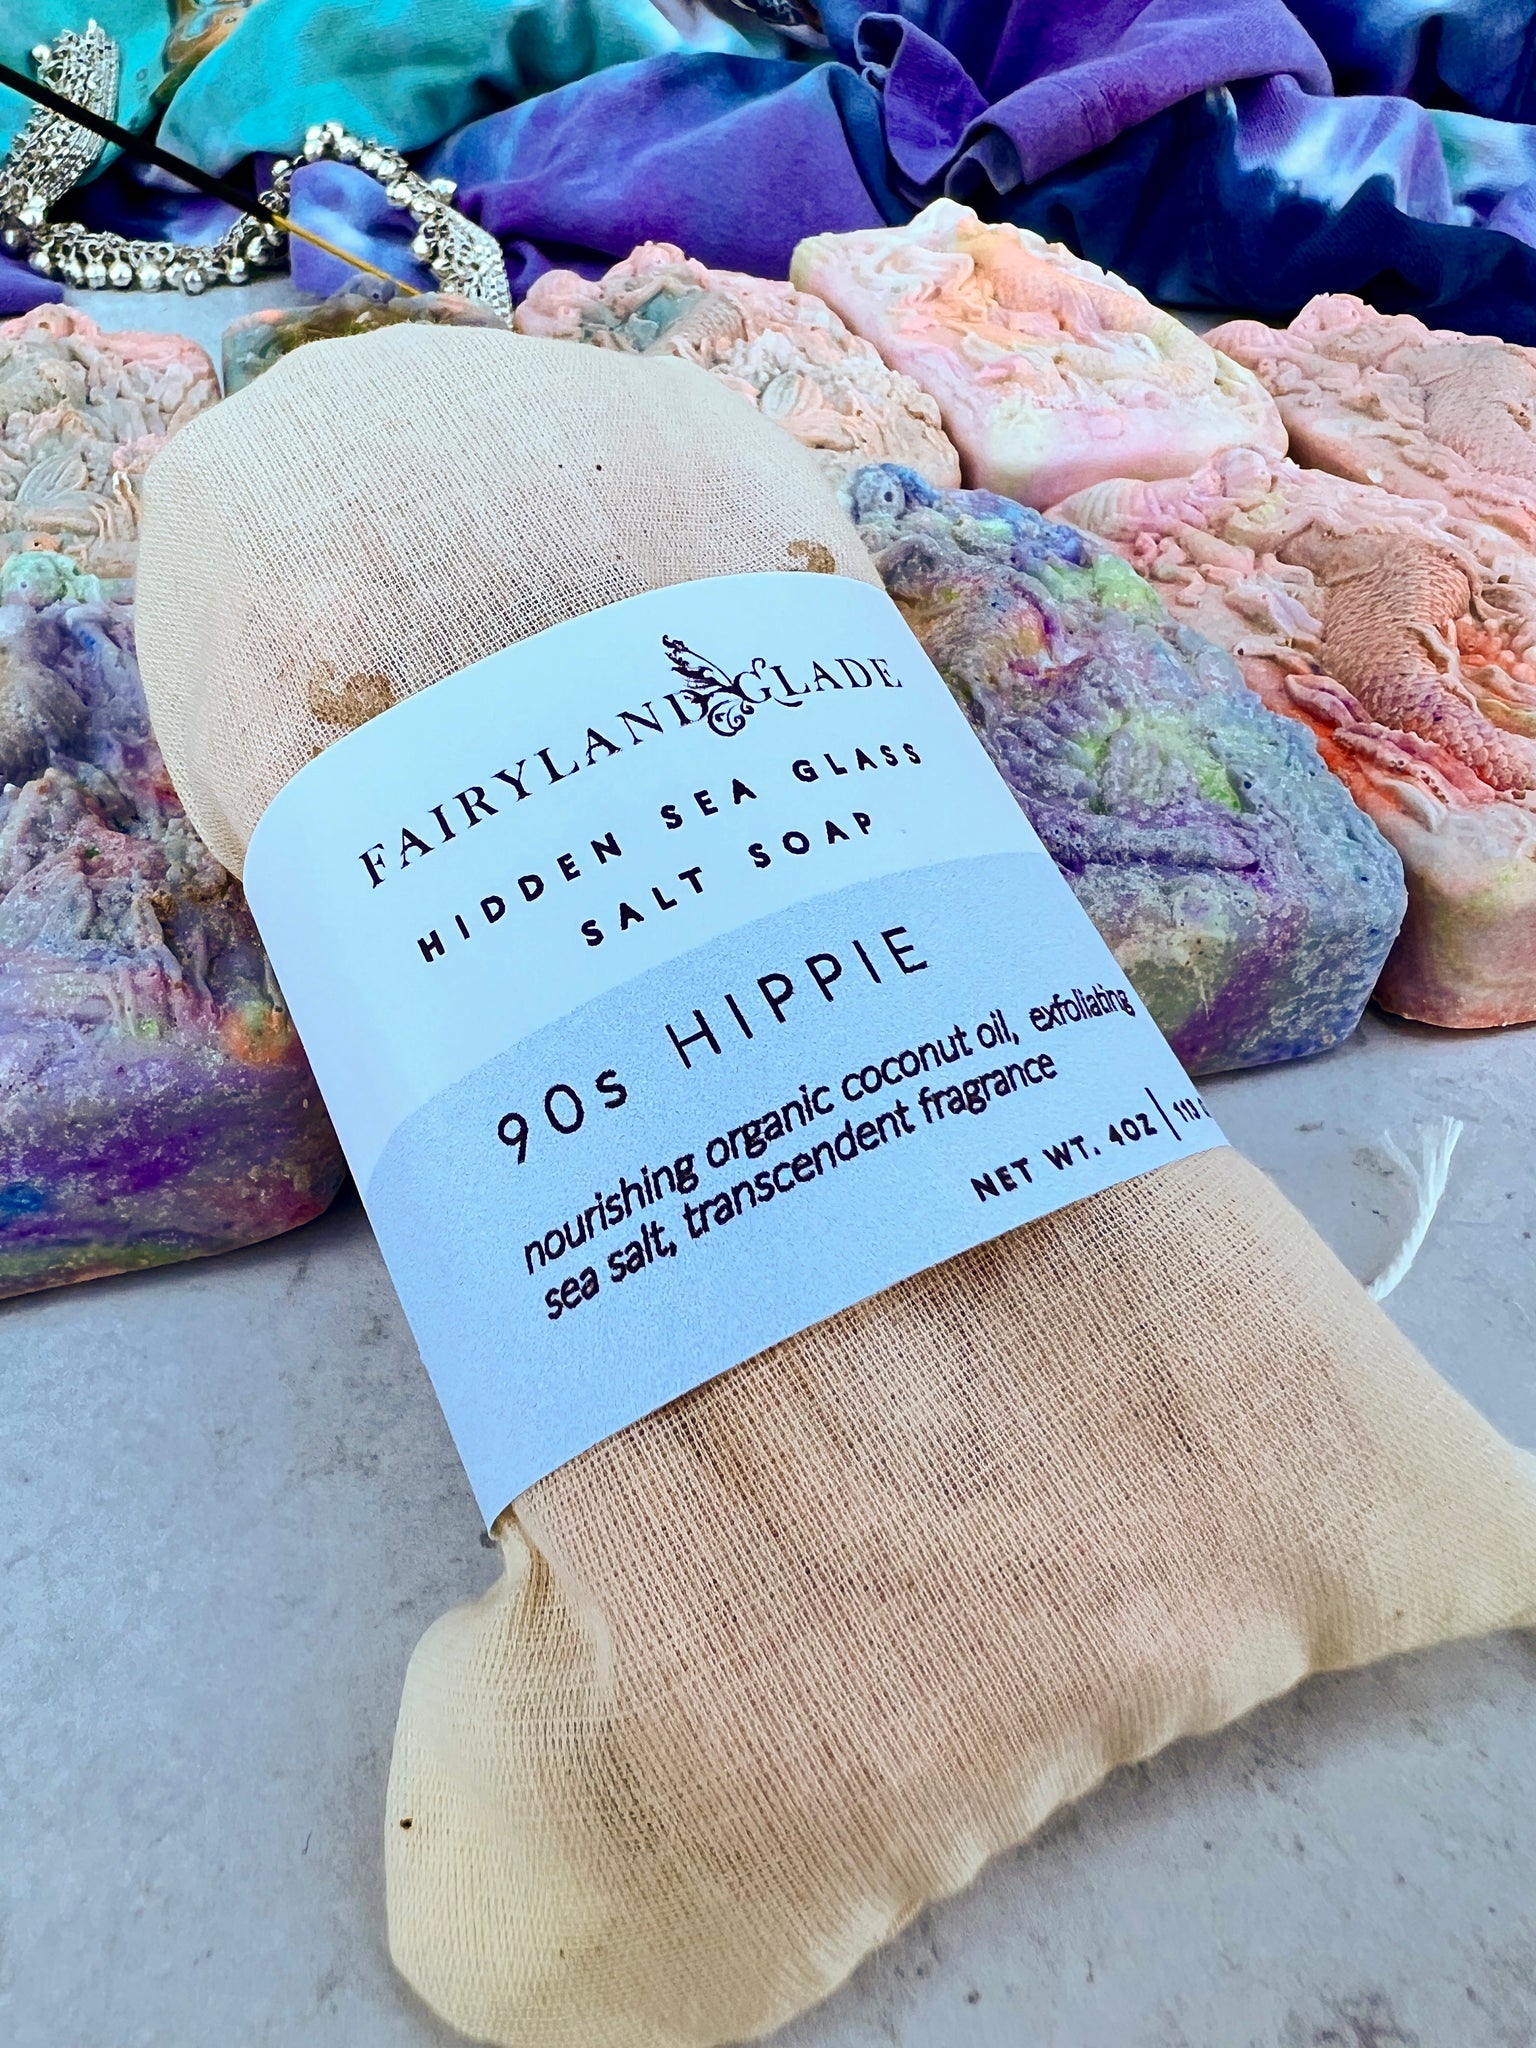 FAIRYLAND GLADE
HIDDEN SEA GLASS
SALT SOAP
90s HIPPIE
nourishing organic coconut oil, exfoliating
sea salt, transcendent fragrance
NET WT. 4OZ | 113